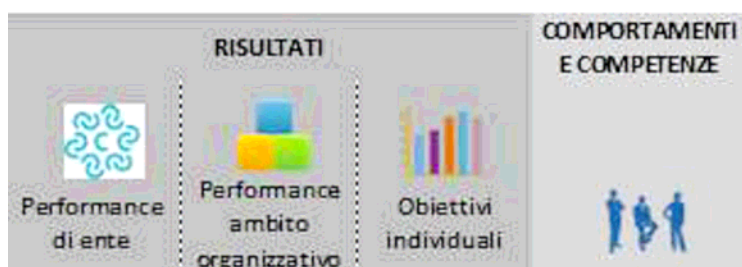 RISULTATI
COMPORTAMENTI
E COMPETENZE
Performance
di ente
Performance
ambito
organizzativo
Obiettivi
individuali